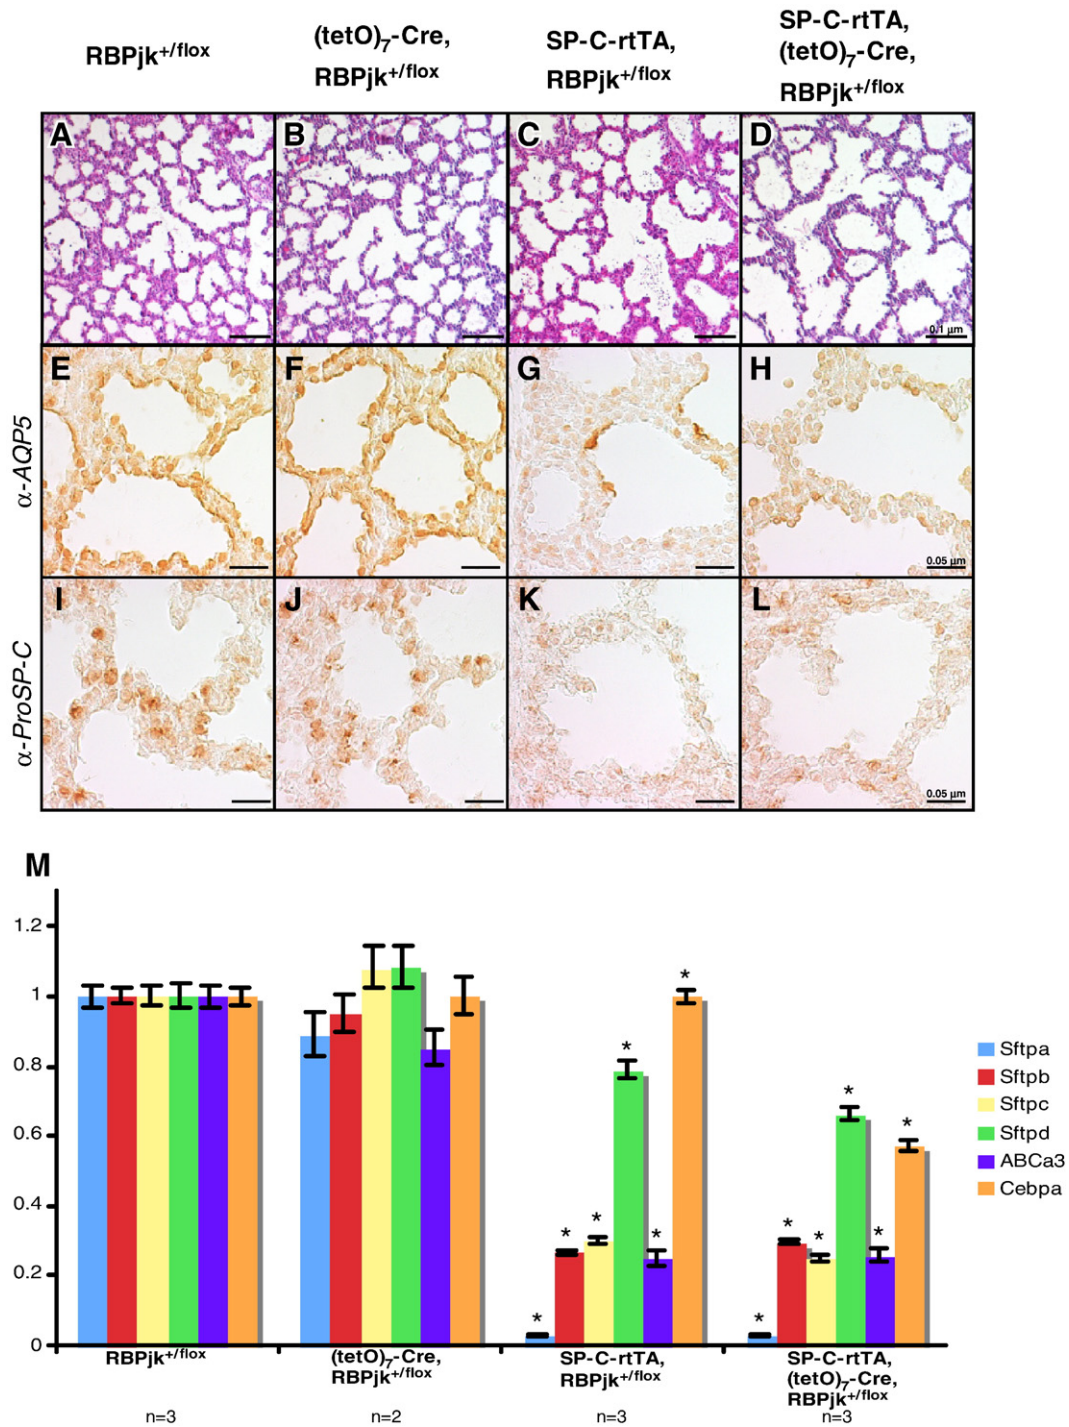 RBPjk+/flox
(tetO)7-Cre,
RBPjk+/flox
SP-C-rtTA,
RBPjk+/flox
SP-C-rtTA,
(tetO)7-Cre,
RBPjk+/flox
A
B
C
D
0.1 µm
α-AQP5
E
F
G
H
0.05 µm
α-ProSP-C
I
J
K
L
0.05 µm
M
1.2
1
0.8
0.6
0.4
0.2
0
* * * * * *
* * * * * *
Sftpa
Sftpb
Sftpc
Sftpd
ABCa3
Cebpa
RBPjk+/flox
n=3
(tetO)7-Cre,
RBPjk+/flox
n=2
SP-C-rtTA,
RBPjk+/flox
n=3
SP-C-rtTA,
(tetO)7-Cre,
RBPjk+/flox
n=3